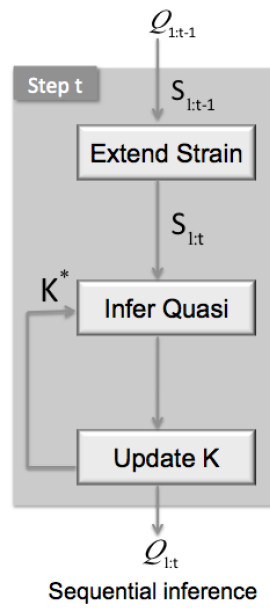 Q1:t-1
Step t
S1:t-1
Extend Strain
S1:t
K*
Infer Quasi
Update K
Q1:t
Sequential inference